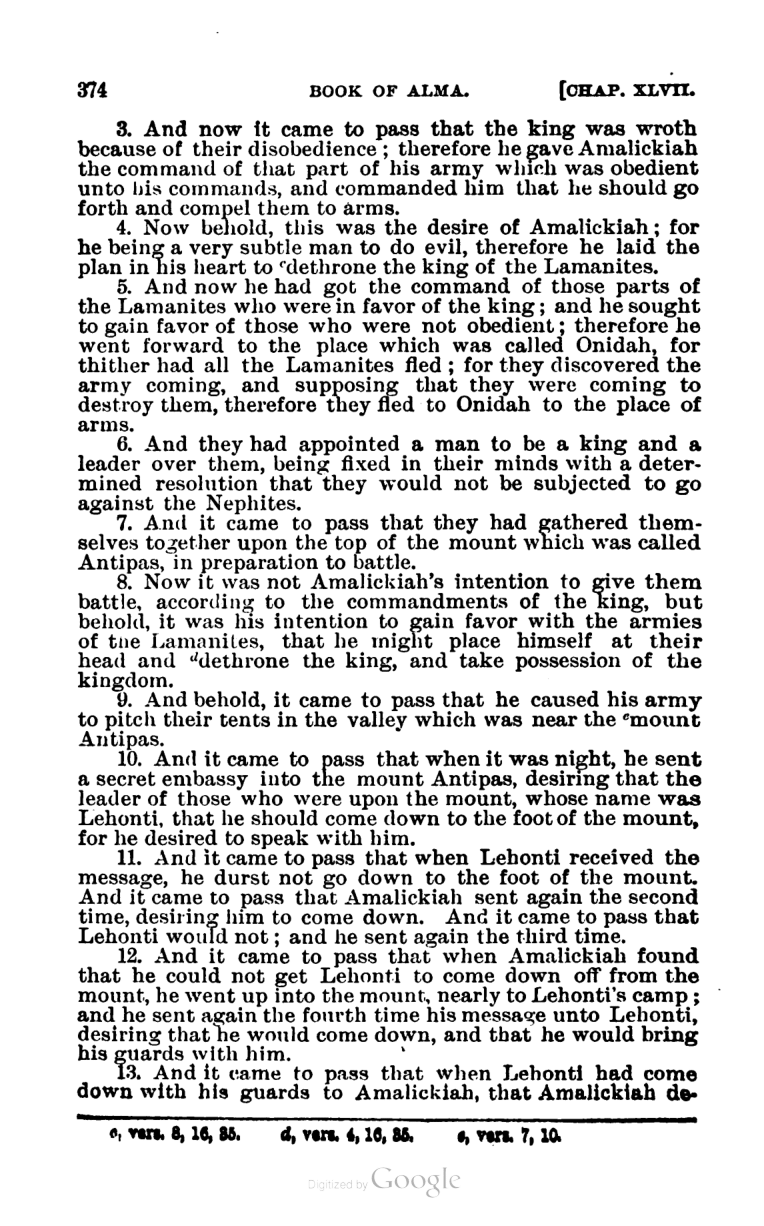 374 BOOK OF ALMA. [CHAP. XLVII.
3. And now it came to pass that the king was wroth
because of their disobedience; therefore he gave Amalickiah
the command of that part of his army which was obedient
unto his commands, and commanded him that he should go
forth and compel them to arms.
4. Now behold, this was the desire of Amalickiah; for
he being a very subtle man to do evil, therefore he laid the
plan in his heart to ᶜdethrone the king of the Lamanites.
5. And now he had got the command of those parts of
the Lamanites who were in favor of the king; and he sought
to gain favor of those who were not obedient; therefore he
went forward to the place which was called Onidah, for
thither had all the Lamanites fled; for they discovered the
army coming, and supposing that they were coming to
destroy them, therefore they fled to Onidah to the place of
arms.
6. And they had appointed a man to be a king and a
leader over them, being fixed in their minds with a deter-
mined resolution that they would not be subjected to go
against the Nephites.
7. And it came to pass that they had gathered them-
selves together upon the top of the mount which was called
Antipas, in preparation to battle.
8. Now it was not Amalickiah's intention to give them
battle, according to the commandments of the king, but
behold, it was his intention to gain favor with the armies
of the Lamanites, that he might place himself at their
head and ᵈdethrone the king, and take possession of the
kingdom.
9. And behold, it came to pass that he caused his army
to pitch their tents in the valley which was near the ᵉmount
Antipas.
10. And it came to pass that when it was night, he sent
a secret embassy into the mount Antipas, desiring that the
leader of those who were upon the mount, whose name was
Lehonti, that he should come down to the foot of the mount,
for he desired to speak with him.
11. And it came to pass that when Lehonti received the
message, he durst not go down to the foot of the mount.
And it came to pass that Amalickiah sent again the second
time, desiring him to come down. And it came to pass that
Lehonti would not; and he sent again the third time.
12. And it came to pass that when Amalickiah found
that he could not get Lehonti to come down off from the
mount, he went up into the mount, nearly to Lehonti's camp;
and he sent again the fourth time his message unto Lehonti,
desiring that he would come down, and that he would bring
his guards with him.
13. And it came to pass that when Lehonti had come
down with his guards to Amalickiah, that Amalickiah de-
c, vers. 8, 16, 35. d, vers. 4, 16, 35. e, vers. 7, 10.
Digitized by Google